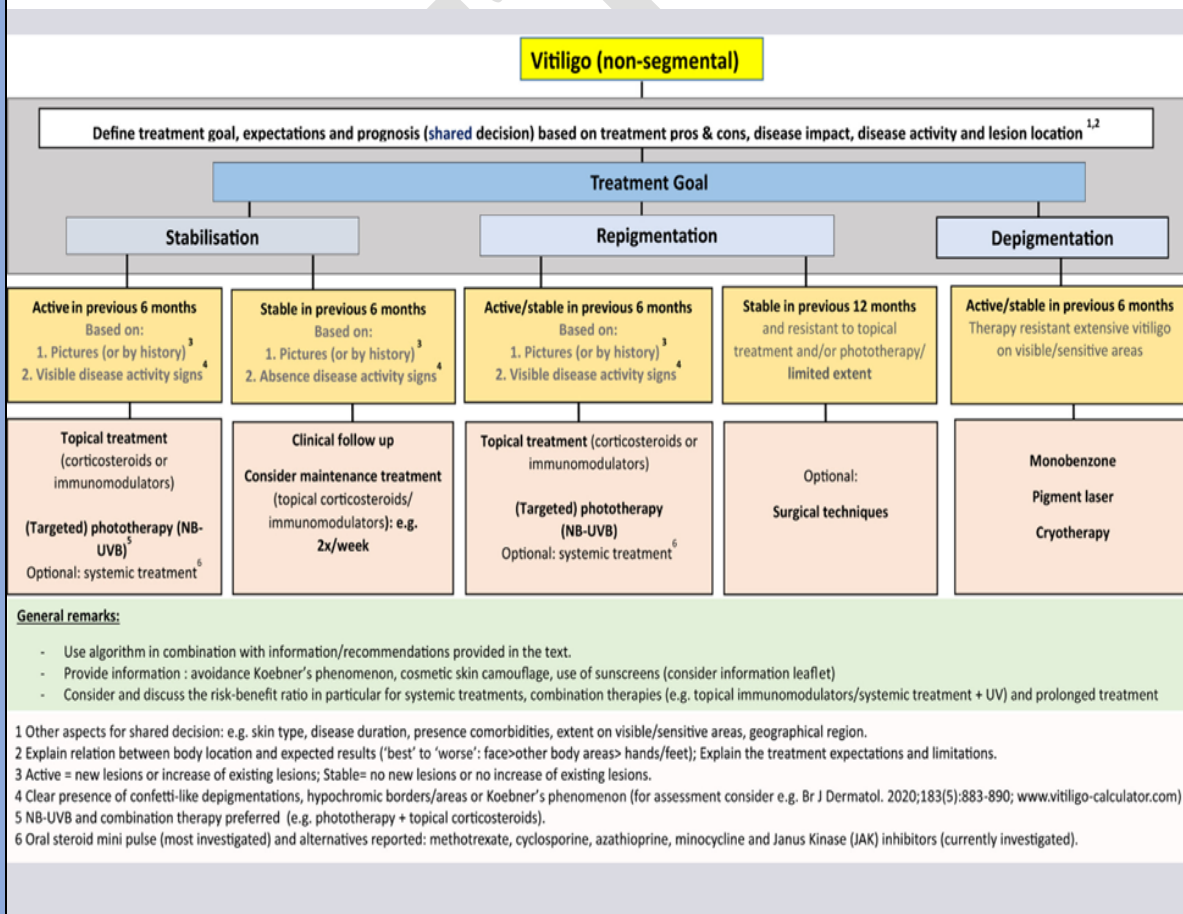 Vitiligo (non-segmental)
Define treatment goal, expectations and prognosis (shared decision) based on treatment pros & cons, disease impact, disease activity and lesion location 1,2
Treatment Goal
Stabilisation
Repigmentation
Depigmentation
Active in previous 6 months
Based on:
1. Pictures (or by history) 3
2. Visible disease activity signs 4
Stable in previous 6 months
Based on:
1. Pictures (or by history) 3
2. Absence disease activity signs 4
Active/stable in previous 6 months
Based on:
1. Pictures (or by history) 3
2. Visible disease activity signs 4
Stable in previous 12 months
and resistant to topical
treatment and/or phototherapy/
limited extent
Active/stable in previous 6 months
Therapy resistant extensive vitiligo
on visible/sensitive areas
Topical treatment
(corticosteroids or
immunomodulators)
(Targeted) phototherapy (NB-
UVB) 5
Optional: systemic treatment 6
Clinical follow up
Consider maintenance treatment
(topical corticosteroids/
immunomodulators): e.g.
2x/week
Topical treatment (corticosteroids or
immunomodulators)
(Targeted) phototherapy
(NB-UVB)
Optional: systemic treatment 6
Optional:
Surgical techniques
Monobenzone
Pigment laser
Cryotherapy
General remarks:
- Use algorithm in combination with information/recommendations provided in the text.
- Provide information : avoidance Koebner's phenomenon, cosmetic skin camouflage, use of sunscreens (consider information leaflet)
- Consider and discuss the risk-benefit ratio in particular for systemic treatments, combination therapies (e.g. topical immunomodulators/systemic treatment + UV) and prolonged treatment
1 Other aspects for shared decision: e.g. skin type, disease duration, presence comorbidities, extent on visible/sensitive areas, geographical region.
2 Explain relation between body location and expected results ('best' to 'worse': face>other body areas> hands/feet); Explain the treatment expectations and limitations.
3 Active = new lesions or increase of existing lesions; Stable= no new lesions or no increase of existing lesions.
4 Clear presence of confetti-like depigmentations, hypochromic borders/areas or Koebner's phenomenon (for assessment consider e.g. Br J Dermatol. 2020;183(5):883-890; www.vitiligo-calculator.com)
5 NB-UVB and combination therapy preferred (e.g. phototherapy + topical corticosteroids).
6 Oral steroid mini pulse (most investigated) and alternatives reported: methotrexate, cyclosporine, azathioprine, minocycline and Janus Kinase (JAK) inhibitors (currently investigated).